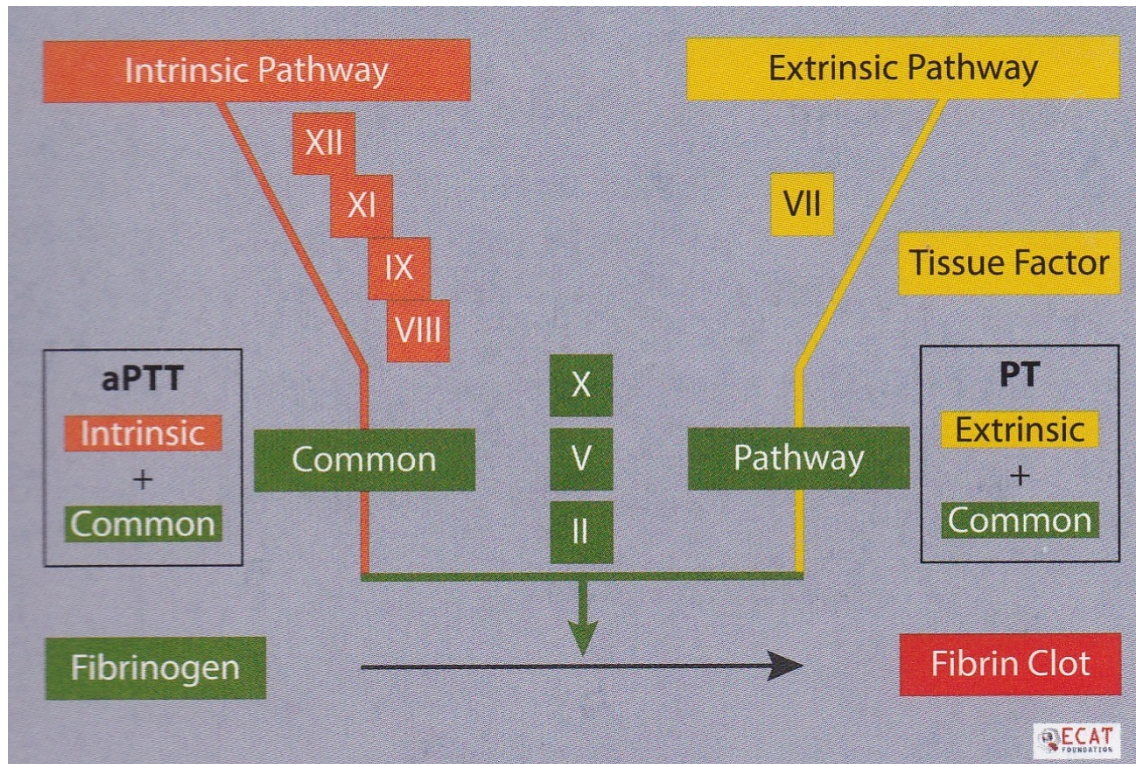 Intrinsic Pathway
Extrinsic Pathway
XII
XI
IX
VIII
VII
Tissue Factor
aPTT
Intrinsic
+
Common
Common
X
V
II
Pathway
PT
Extrinsic
+
Common
Fibrinogen
Fibrin Clot
ECAT
FOUNDATION